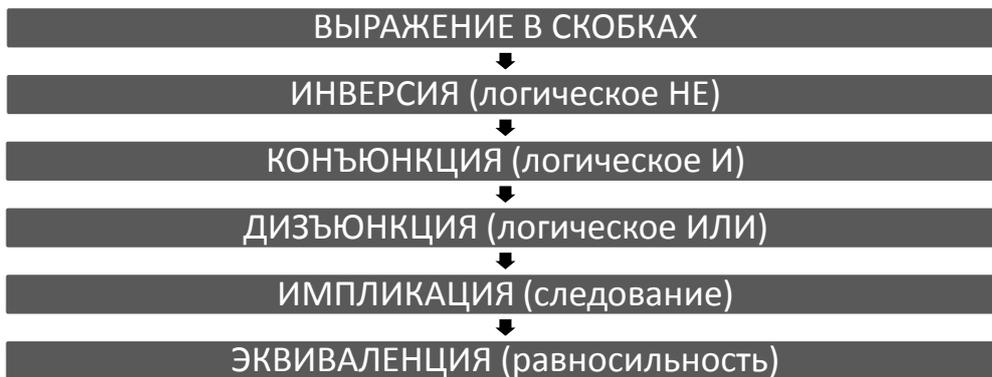 ВЫРАЖЕНИЕ В СКОБКАХ
ИНВЕРСИЯ (логическое НЕ)
КОНЪЮНКЦИЯ (логическое И)
ДИЗЪЮНКЦИЯ (логическое ИЛИ)
ИМПЛИКАЦИЯ (следование)
ЭКВИВАЛЕНЦИЯ (равносильность)